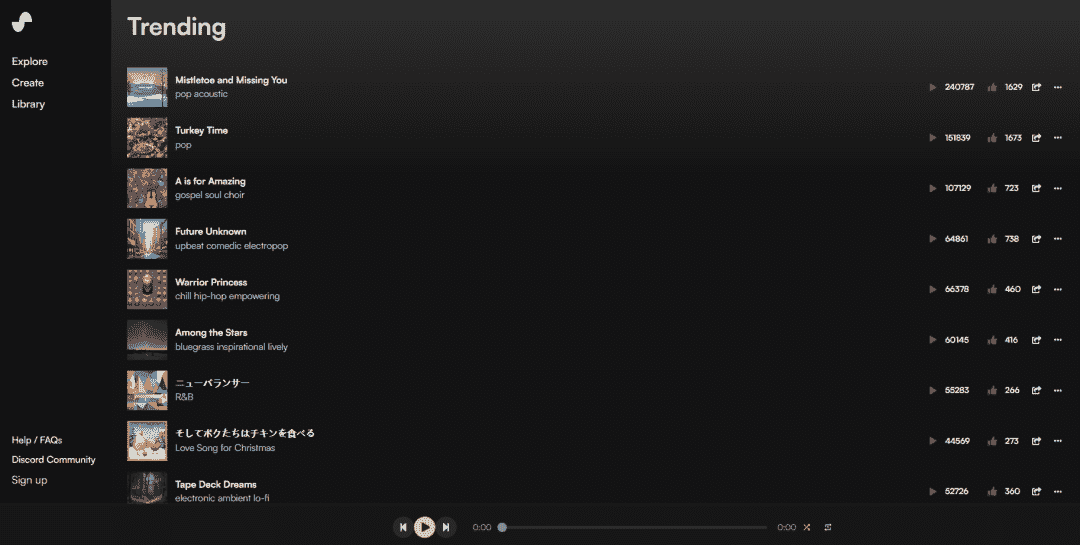 Trending
Explore
Create
Library
Mistletoe and Missing You
pop acoustic
240787 1629
Turkey Time
pop
151839 1673
A is for Amazing
gospel soul choir
107129 723
Future Unknown
upbeat comedic electropop
64861 738
Warrior Princess
chill hip-hop empowering
66378 460
Among the Stars
bluegrass inspirational lively
60145 416
ニューバランサー
R&B
55283 266
そしてボクたちはチキンを食べる
Love Song for Christmas
44569 273
Tape Deck Dreams
electronic ambient lo-fi
52726 360
Help / FAQs
Discord Community
Sign up
0:00 0:00